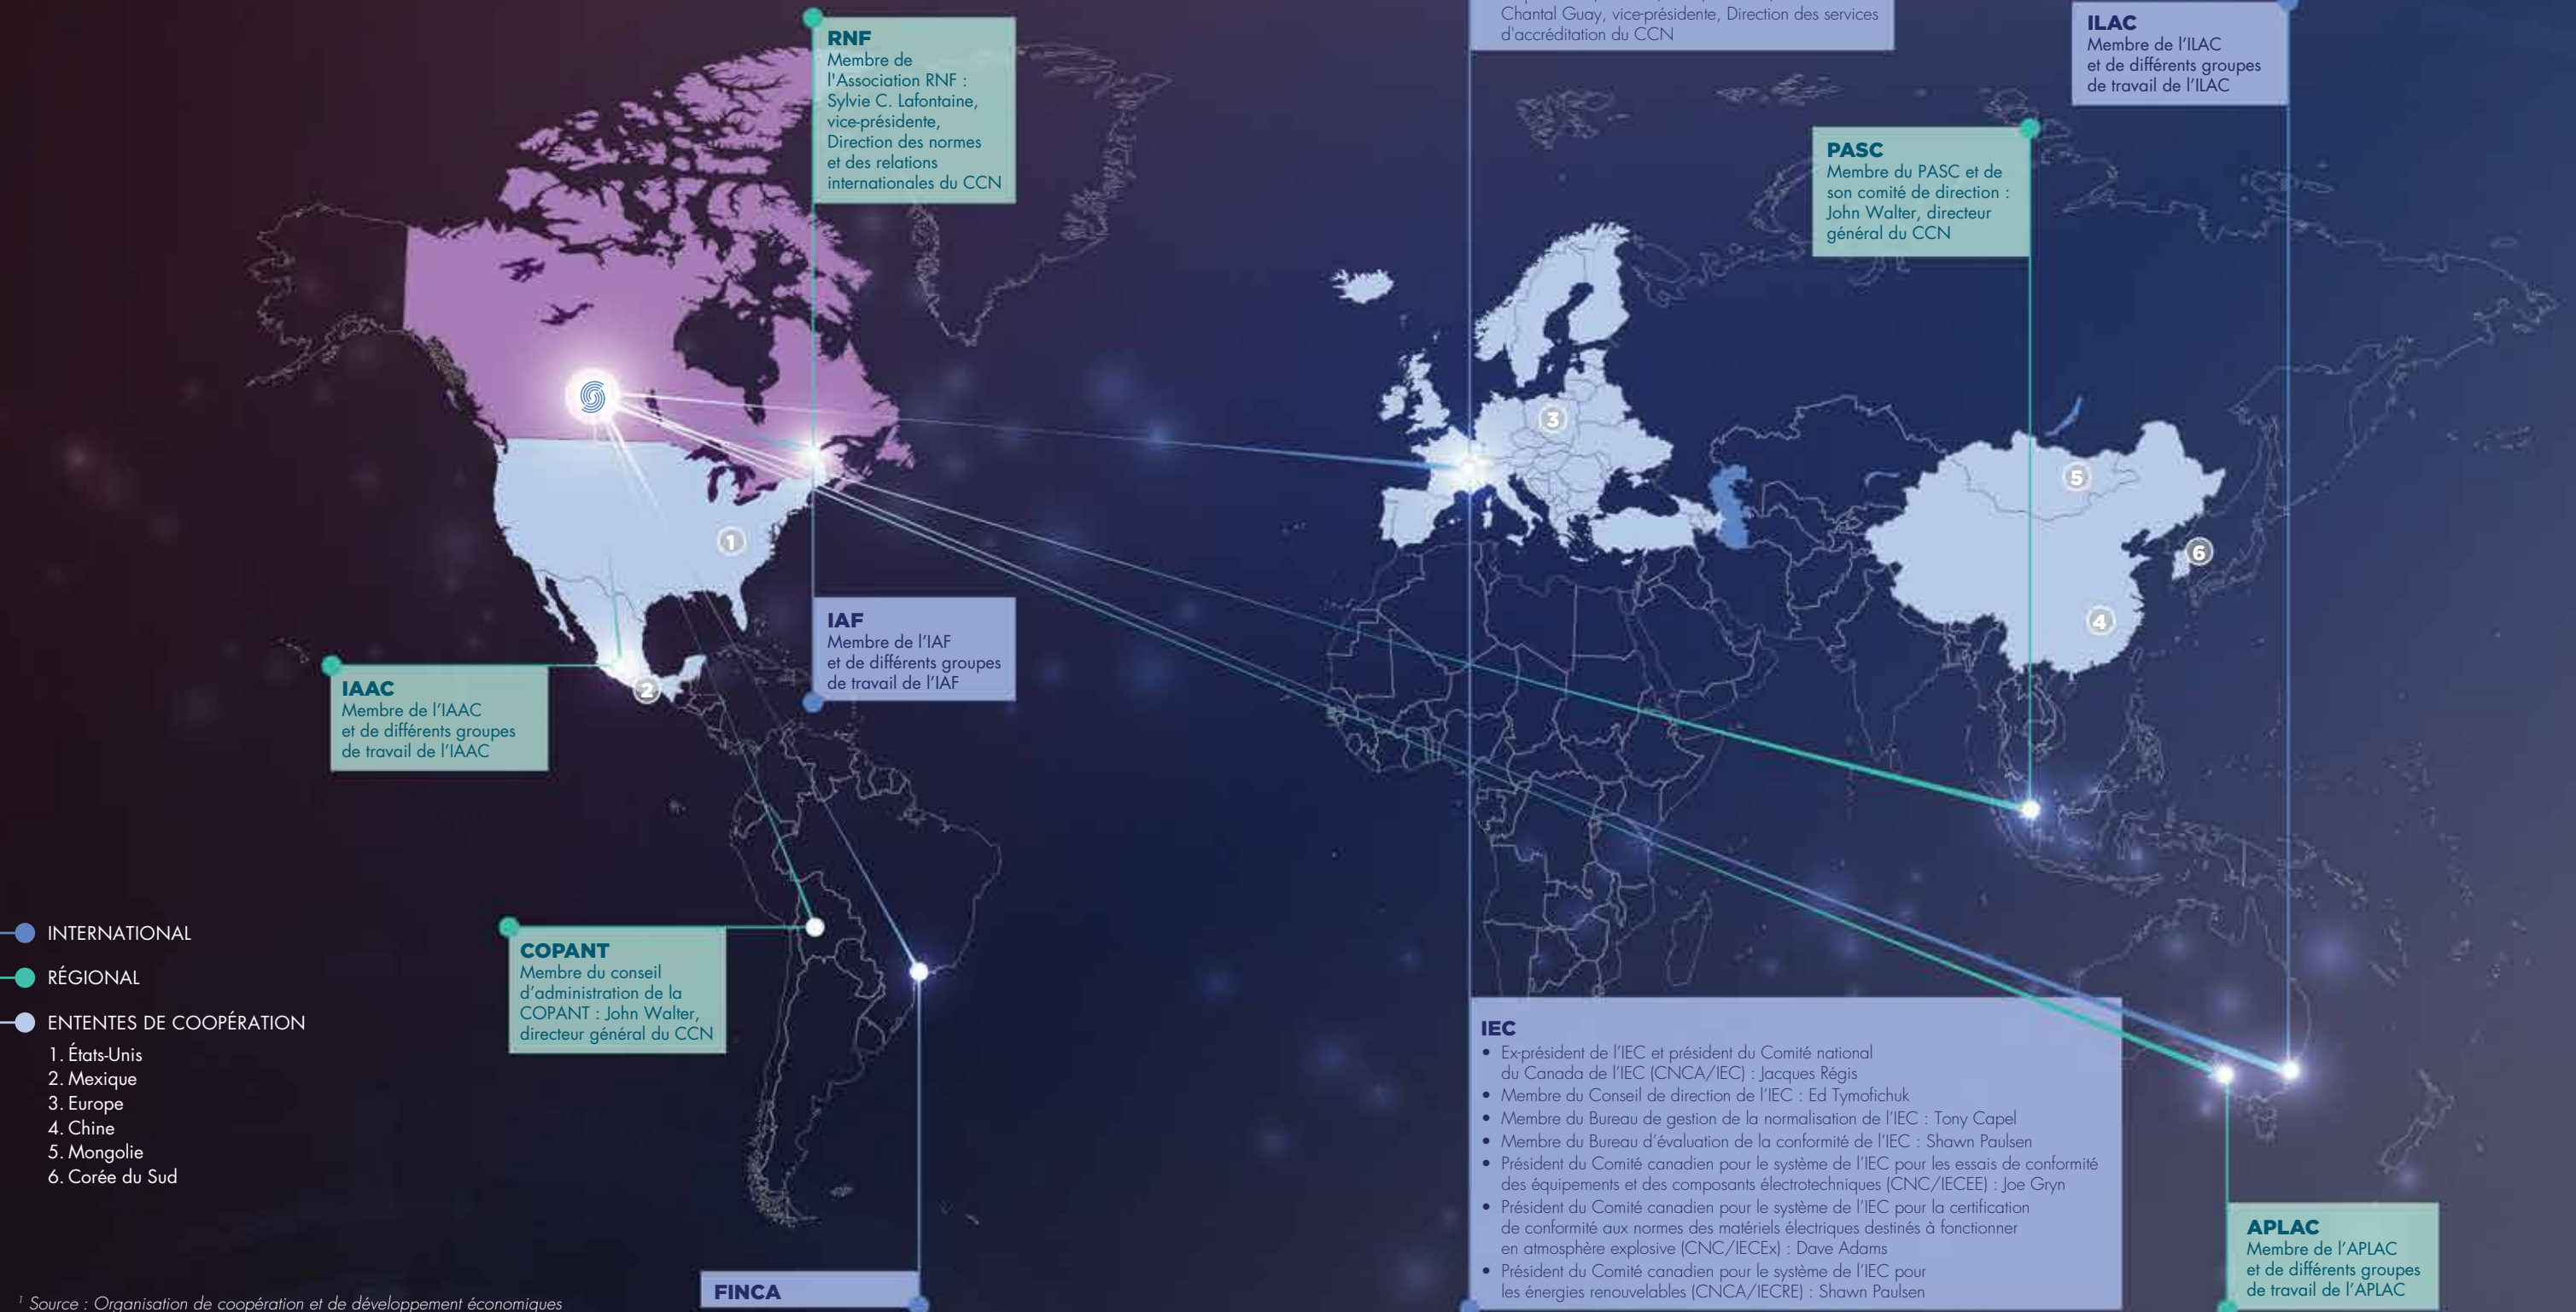 Chantal Guay, vice-présidente, Direction des services
d'accréditation du CCN
ILAC
Membre de l'ILAC
et de différents groupes
de travail de l'ILAC
RNF
Membre de
l'Association RNF :
Sylvie C. Lafontaine,
vice-présidente,
Direction des normes
et des relations
internationales du CCN
PASC
Membre du PASC et de
son comité de direction :
John Walter, directeur
général du CCN
3
5
6
1
4
2
IAF
Membre de l'IAF
et de différents groupes
de travail de l'IAF
IAAC
Membre de l'IAAC
et de différents groupes
de travail de l'IAAC
COPANT
Membre du conseil
d'administration de la
COPANT : John Walter,
directeur général du CCN
INTERNATIONAL
RÉGIONAL
ENTENTES DE COOPÉRATION
1. États-Unis
2. Mexique
3. Europe
4. Chine
5. Mongolie
6. Corée du Sud
IEC
• Ex-président de l'IEC et président du Comité national
du Canada de l'IEC (CNCA/IEC) : Jacques Régis
• Membre du Conseil de direction de l'IEC : Ed Tymofichuk
• Membre du Bureau de gestion de la normalisation de l'IEC : Tony Capel
• Membre du Bureau d'évaluation de la conformité de l'IEC : Shawn Paulsen
• Président du Comité canadien pour le système de l'IEC pour les essais de conformité
des équipements et des composants électrotechniques (CNC/IECEE) : Joe Gryn
• Président du Comité canadien pour le système de l'IEC pour la certification
de conformité aux normes des matériels électriques destinés à fonctionner
en atmosphère explosive (CNC/IECEx) : Dave Adams
• Président du Comité canadien pour le système de l'IEC pour
les énergies renouvelables (CNCA/IECRE) : Shawn Paulsen
APLAC
Membre de l'APLAC
et de différents groupes
de travail de l'APLAC
FINCA
¹ Source : Organisation de coopération et de développement économiques